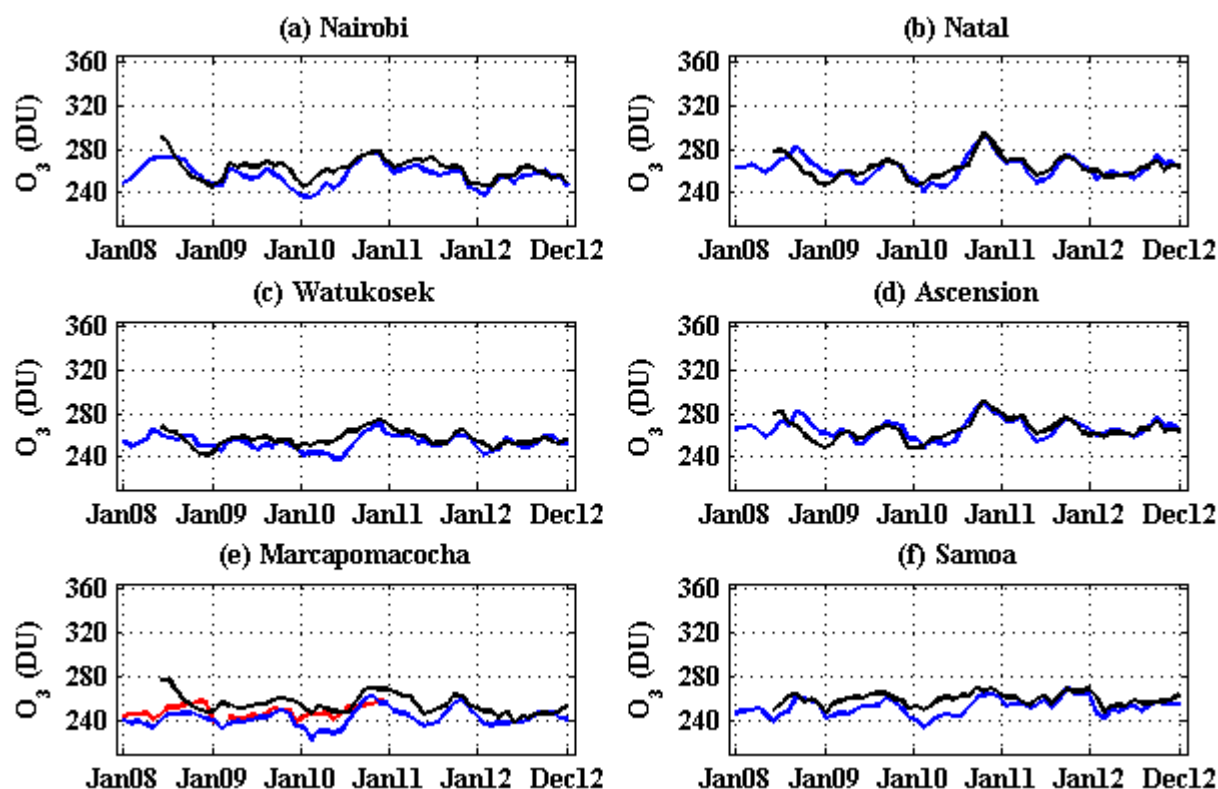 (a) Nairobi
360
320
280
240
O3 (DU)
Jan08 Jan09 Jan10 Jan11 Jan12 Dec12
(b) Natal
360
320
280
240
O3 (DU)
Jan08 Jan09 Jan10 Jan11 Jan12 Dec12
(c) Watukosek
360
320
280
240
O3 (DU)
Jan08 Jan09 Jan10 Jan11 Jan12 Dec12
(d) Ascension
360
320
280
240
O3 (DU)
Jan08 Jan09 Jan10 Jan11 Jan12 Dec12
(e) Marcapomacocha
360
320
280
240
O3 (DU)
Jan08 Jan09 Jan10 Jan11 Jan12 Dec12
(f) Samoa
360
320
280
240
O3 (DU)
Jan08 Jan09 Jan10 Jan11 Jan12 Dec12